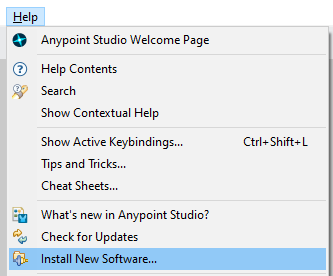 Help
Anypoint Studio Welcome Page
Help Contents
Search
Show Contextual Help
Show Active Keybindings... Ctrl+Shift+L
Tips and Tricks...
Cheat Sheets...
What's new in Anypoint Studio?
Check for Updates
Install New Software...